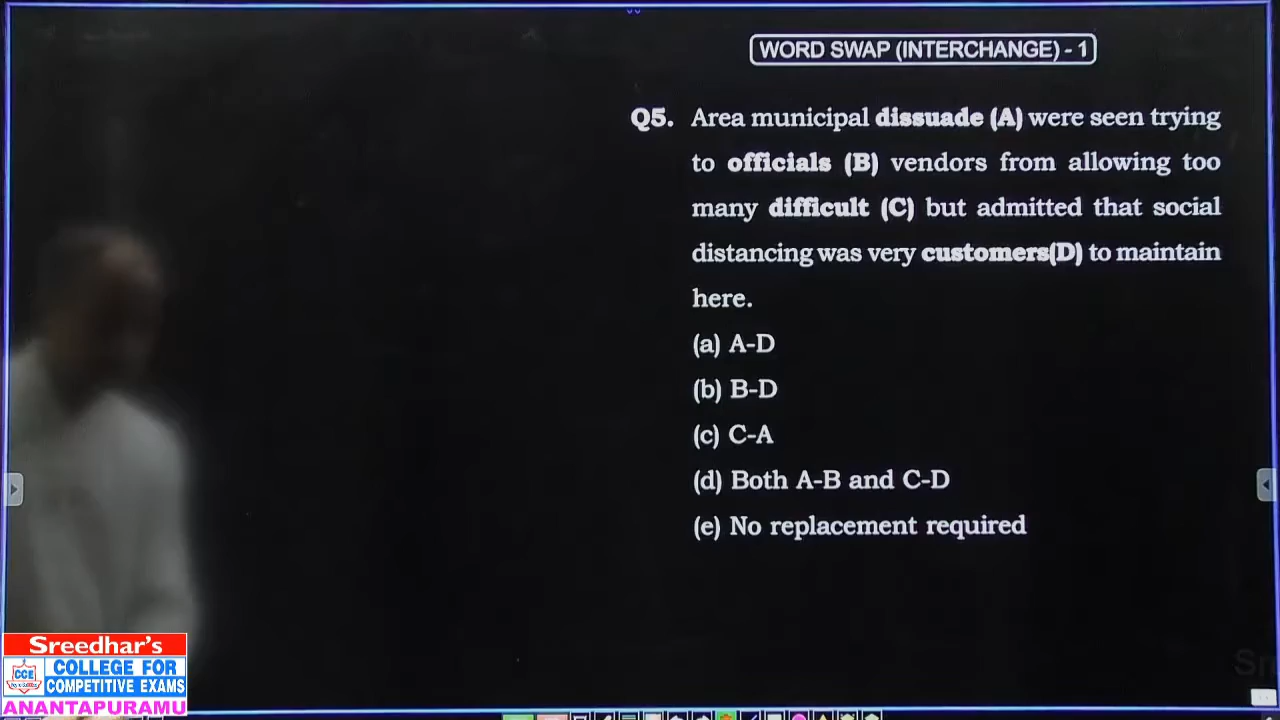 WORD SWAP (INTERCHANGE) - 1
Q5. Area municipal dissuade (A) were seen trying
to officials (B) vendors from allowing too
many difficult (C) but admitted that social
distancing was very customers(D) to maintain
here.
(a) A-D
(b) B-D
(c) C-A
(d) Both A-B and C-D
(e) No replacement required
Sreedhar's
CCE
COLLEGE FOR
COMPETITIVE EXAMS
ANANTAPURAMU